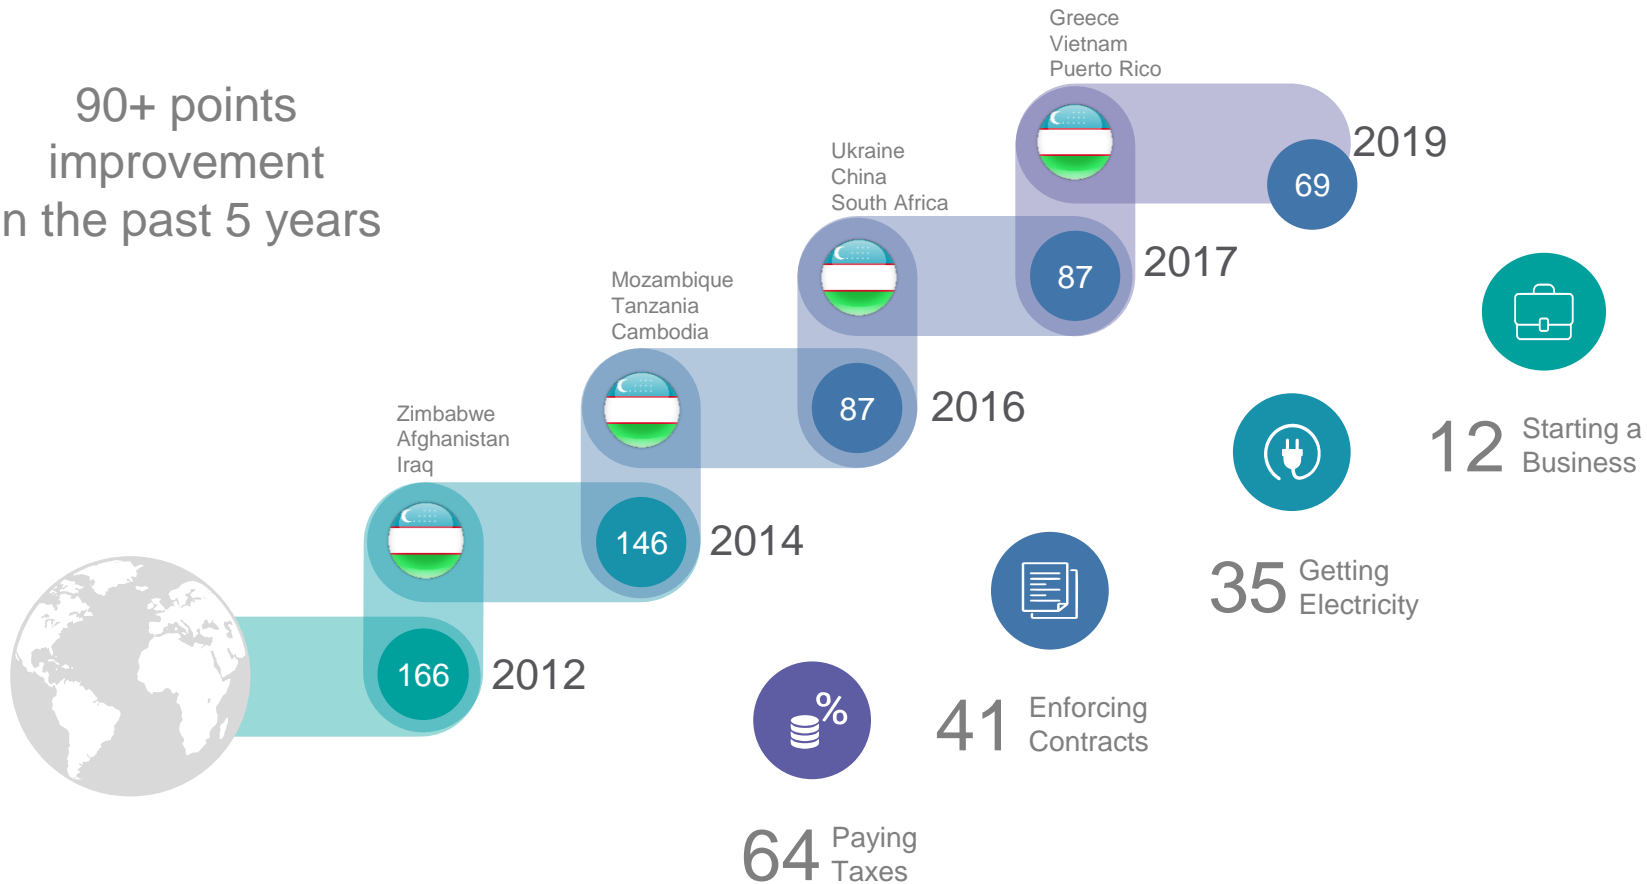 90+ points
improvement
n the past 5 years
Greece
Vietnam
Puerto Rico
2019
69
Ukraine
China
South Africa
87
2017
Mozambique
Tanzania
Cambodia
87
2016
Zimbabwe
Afghanistan
Iraq
146
2014
166
2012
12
Starting a
Business
35
Getting
Electricity
41
Enforcing
Contracts
%
64
Paying
Taxes